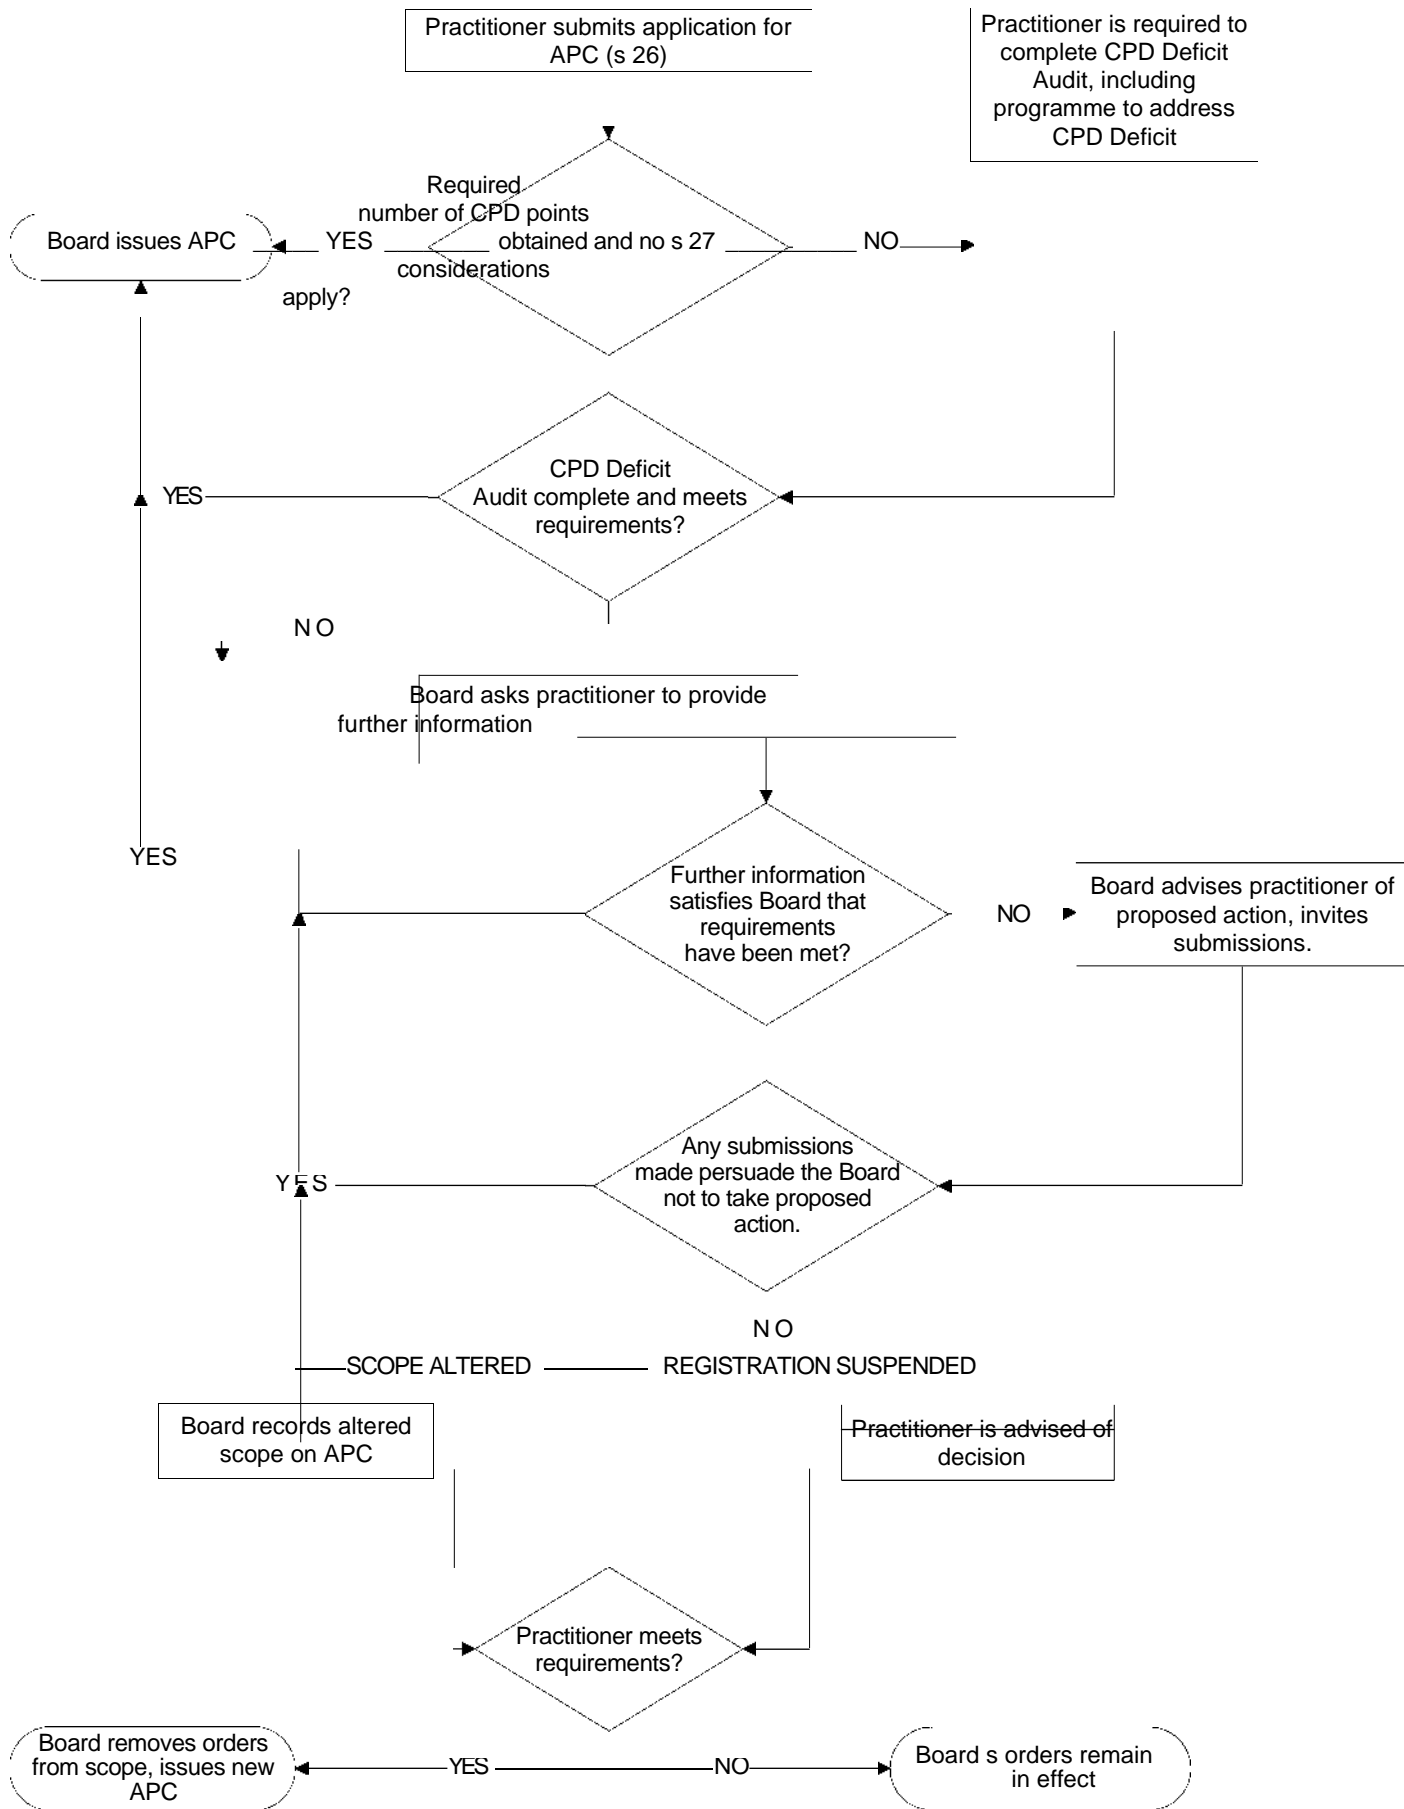 Practitioner submits application for
APC (s 26)
Practitioner is required to
complete CPD Deficit
Audit, including
programme to address
CPD Deficit
Required
number of CPD points
Board issues APC
YES
obtained and no s 27
NO
considerations
apply?
CPD Deficit
Audit complete and meets
requirements?
YES
N O
Board asks practitioner to provide
further information
YES
Further information
satisfies Board that
requirements
have been met?
NO
Board advises practitioner of
proposed action, invites
submissions.
Any submissions
made persuade the Board
not to take proposed
action.
Y E S
N O
SCOPE ALTERED
REGISTRATION SUSPENDED
Board records altered
scope on APC
Practitioner is advised of
decision
Practitioner meets
requirements?
Board removes orders
from scope, issues new
APC
YES
NO
Board s orders remain
in effect